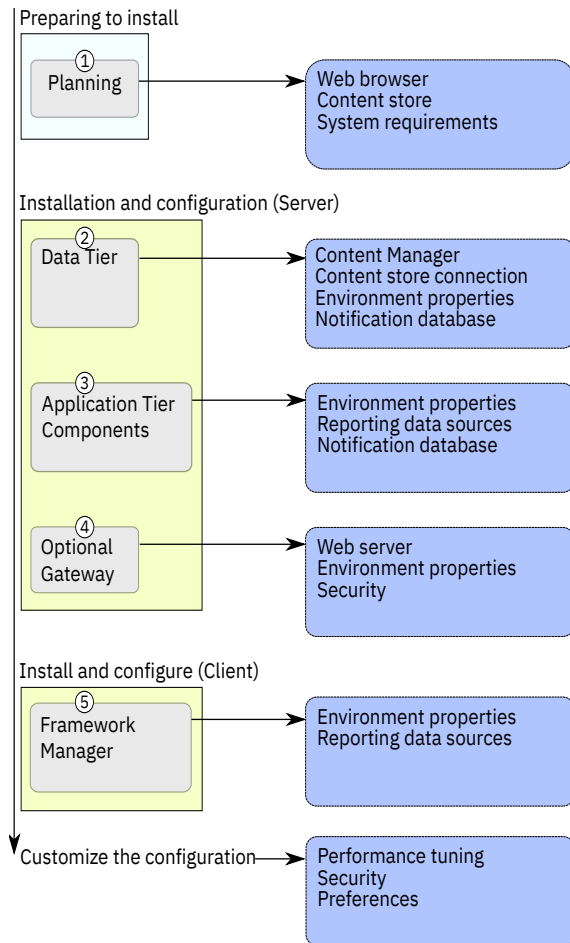 Preparing to install
1
Planning
Web browser
Content store
System requirements
Installation and configuration (Server)
2
Data Tier
Content Manager
Content store connection
Environment properties
Notification database
3
Application Tier
Components
Environment properties
Reporting data sources
Notification database
4
Optional
Gateway
Web server
Environment properties
Security
Install and configure (Client)
5
Framework
Manager
Environment properties
Reporting data sources
Customize the configuration
Performance tuning
Security
Preferences